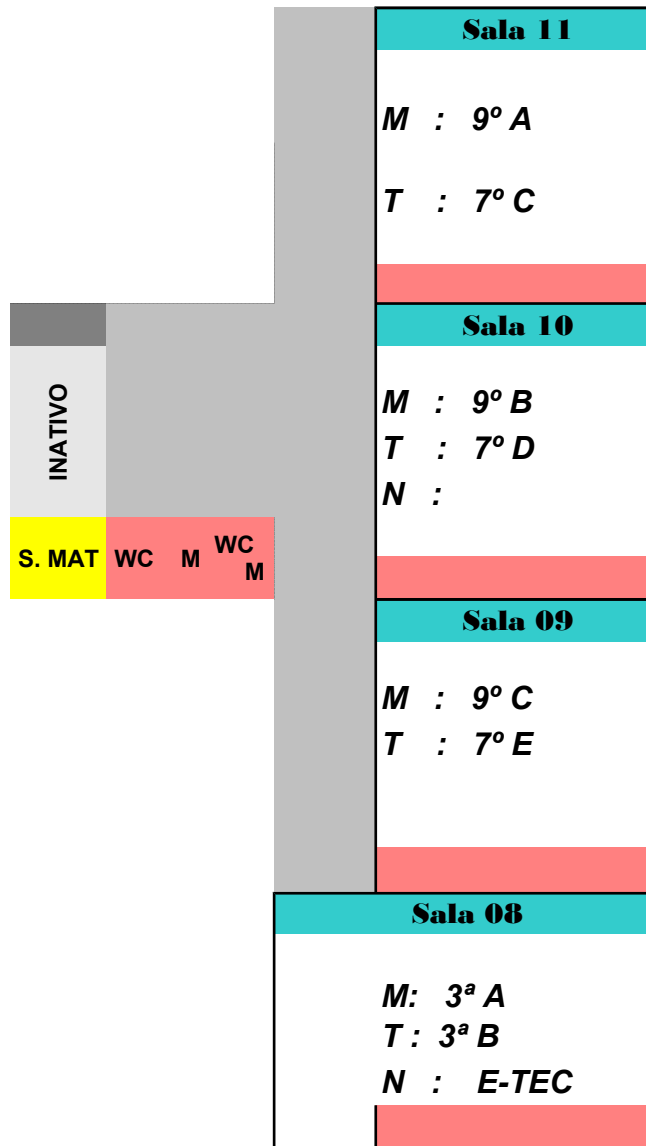 Sala 11
M : 9º A
T : 7º C
Sala 10
M : 9º B
T : 7º D
N :
INATIVO
S. MAT
WC M
WC M
Sala 09
M : 9º C
T : 7º E
Sala 08
M: 3ª A
T : 3ª B
N : E-TEC